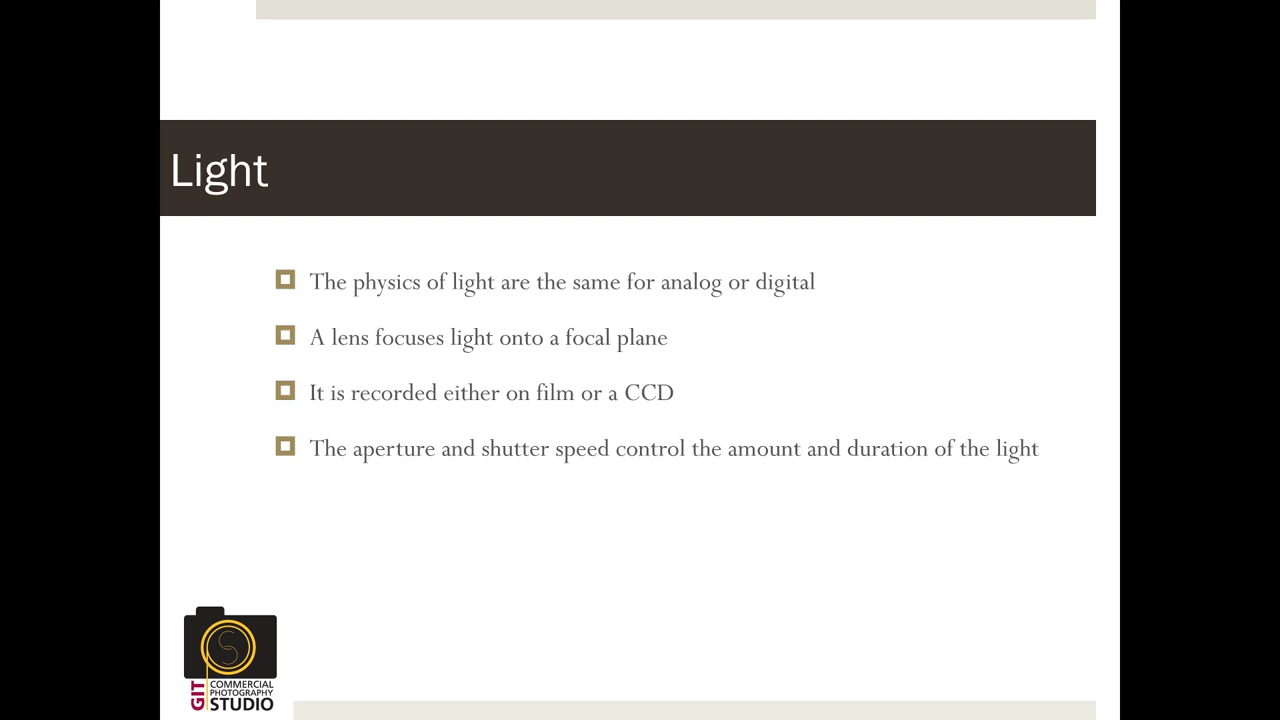 Light
The physics of light are the same for analog or digital
A lens focuses light onto a focal plane
It is recorded either on film or a CCD
The aperture and shutter speed control the amount and duration of the light
GIT
COMMERCIAL
PHOTOGRAPHY
STUDIO